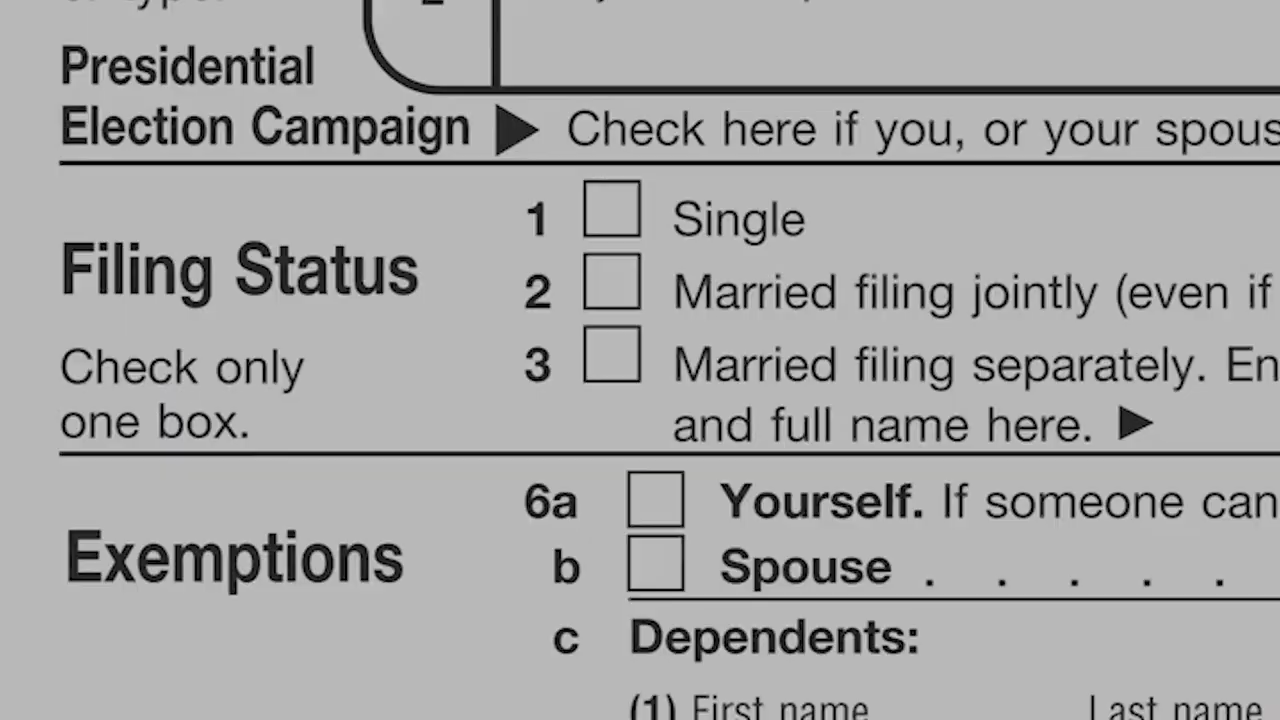 Presidential
Election Campaign Check here if you, or your spous
Filing Status
Check only
one box.
1 Single
2 Married filing jointly (even if
3 Married filing separately. En
and full name here.
Exemptions
6a Yourself. If someone can
b Spouse . . . . .
c Dependents:
(1) First name Last name